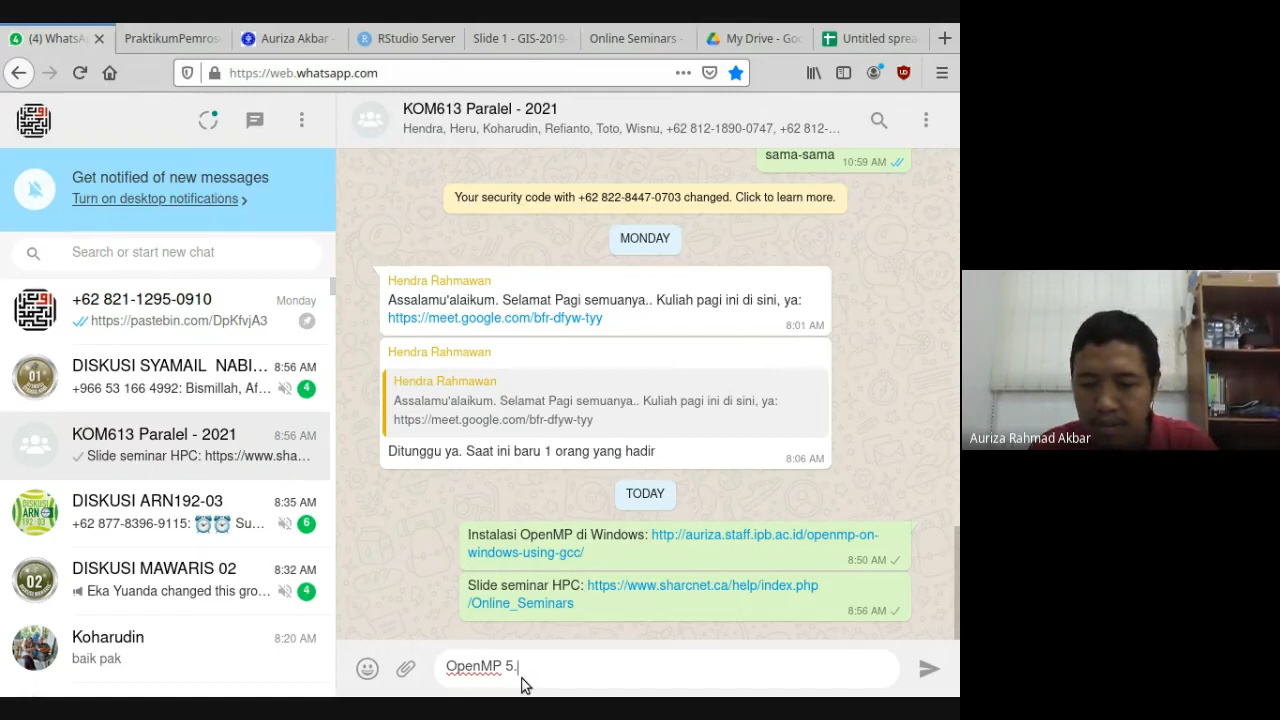 (4) WhatsA
PraktikumPemros
Auriza Akbar -
RStudio Server
Slide 1 - GIS-2019-
Online Seminars -
My Drive - Goo
Untitled sprea
https://web.whatsapp.com
KOM613 Paralel - 2021
Hendra, Heru, Koharudin, Refianto, Toto, Wisnu, +62 812-1890-0747, +62 812-...
Get notified of new messages
Turn on desktop notifications >
Search or start new chat
+62 821-1295-0910
Monday
https://pastebin.com/DpKfvjA3
01
DISKUSI SYAMAIL NABI...
8:56 AM
+966 53 166 4992: Bismillah, Af...
4
KOM613 Paralel - 2021
8:56 AM
Slide seminar HPC: https://www.sha...
DISKUSI ARN192-03
8:35 AM
+62 877-8396-9115: ⏰⏰ Su...
6
02
DISKUSI MAWARIS 02
8:32 AM
Eka Yuanda changed this gro...
4
Koharudin
8:20 AM
baik pak
sama-sama
10:59 AM
Your security code with +62 822-8447-0703 changed. Click to learn more.
MONDAY
Hendra Rahmawan
Assalamu'alaikum. Selamat Pagi semuanya.. Kuliah pagi ini di sini, ya:
https://meet.google.com/bfr-dfyw-tyy
8:01 AM
Hendra Rahmawan
Hendra Rahmawan
Assalamu'alaikum. Selamat Pagi semuanya.. Kuliah pagi ini di sini, ya:
https://meet.google.com/bfr-dfyw-tyy
Ditunggu ya. Saat ini baru 1 orang yang hadir
8:06 AM
TODAY
Instalasi OpenMP di Windows: http://auriza.staff.ipb.ac.id/openmp-on-
windows-using-gcc/
8:50 AM
Slide seminar HPC: https://www.sharcnet.ca/help/index.php
/Online_Seminars
8:56 AM
OpenMP 5.
Auriza Rahmad Akbar